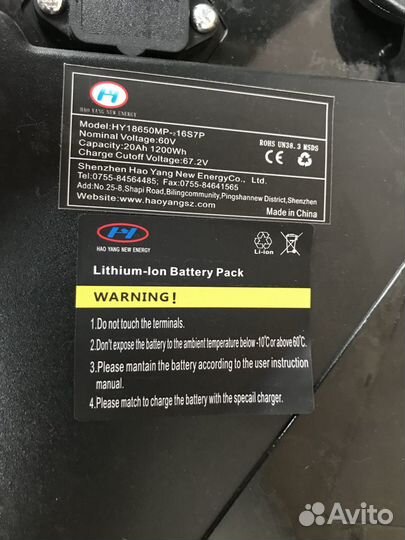 HAO YANG NEW ENERGY
Model:HY18650MP-216S7P
Nominal Voltage:60V
Capacity:20Ah 1200Wh
Charge Cutoff Voltage:67.2V
ROHS UN38.3 MSDS
CE
Shenzhen Hao Yang New EnergyCo., Ltd.
Tel:0755-84564485; Fax:0755-84641565
Add:No.25-8,Shapi Road,Bilingcommunity,Pingshannew District,Shenzhen
Website:www.haoyangsz.com
Made in China
HAO YANG NEW ENERGY
Li-ion
Lithium-Ion Battery Pack
WARNING!
1.Do not touch the terminals.
2.Don't expose the battery to the ambient temperature below -10°C or above 60°C.
3.Please mantain the battery according to the user instruction
manual.
4.Please match to charge the battery with the specail charger.
Avito